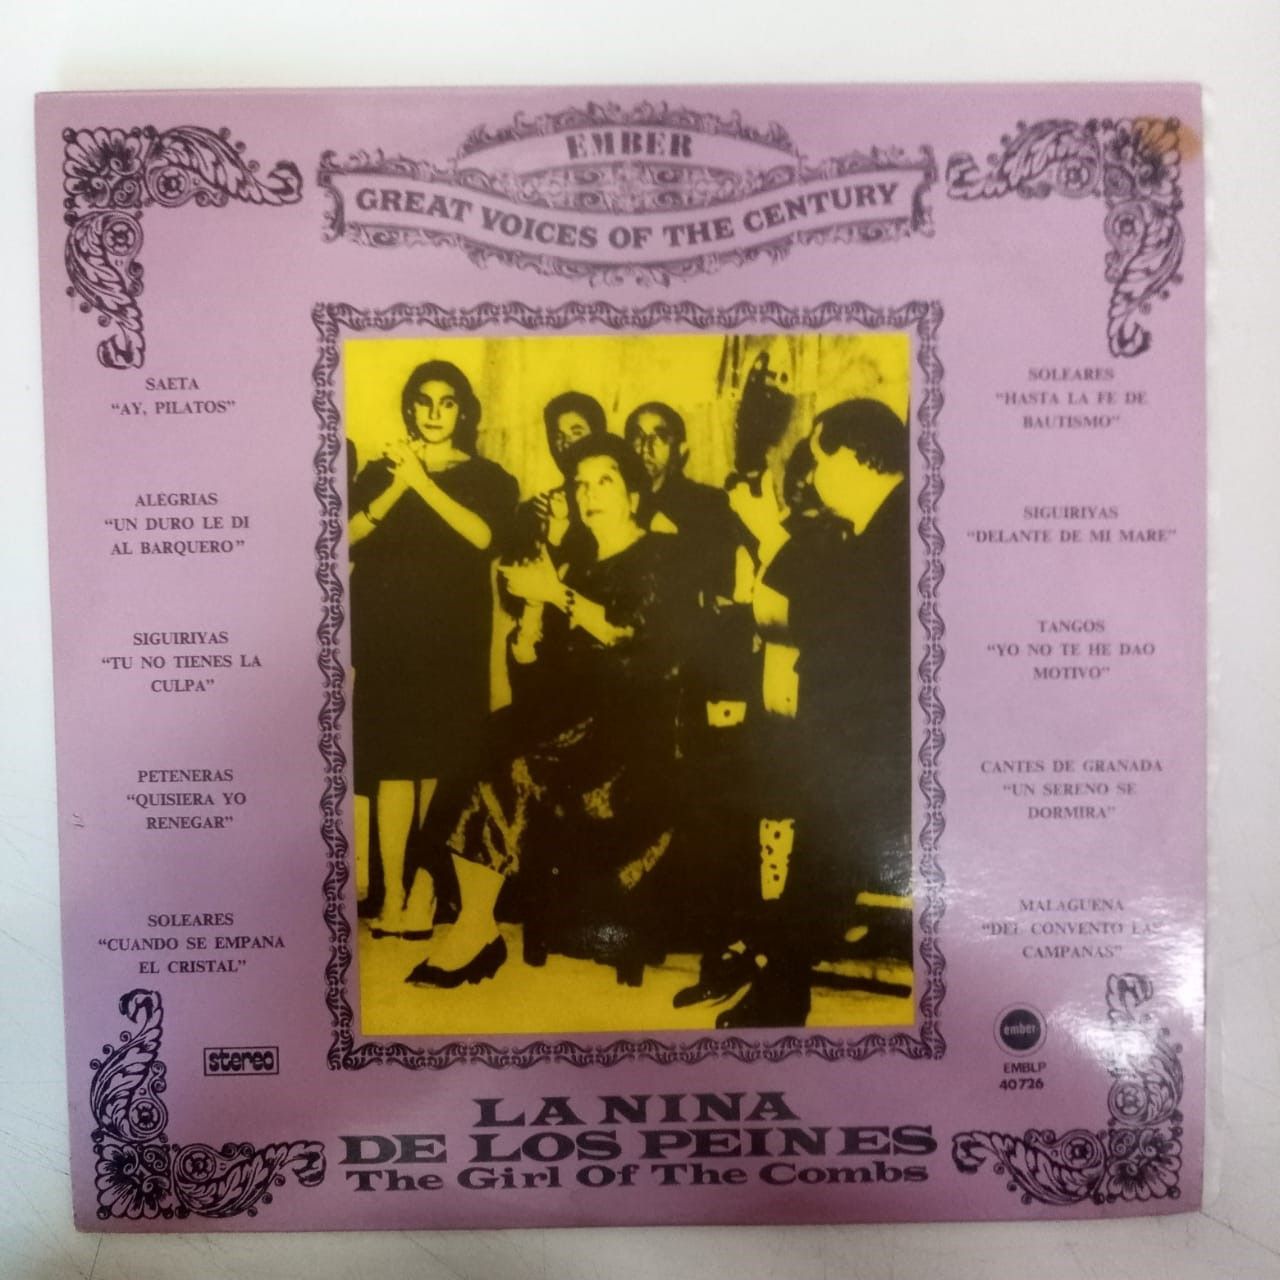 EMBER
GREAT VOICES OF THE CENTURY
SAETA
"AY, PILATOS"
ALEGRIAS
"UN DURO LE DI
AL BARQUERO"
SIGUIRIYAS
"TU NO TIENES LA
CULPA"
PETENERAS
"QUISIERA YO
RENEGAR"
SOLEARES
"CUANDO SE EMPANA
EL CRISTAL"
SOLEARES
"HASTA LA FE DE
BAUTISMO"
SIGUIRIYAS
"DELANTE DE MI MARE"
TANGOS
"YO NO TE HE DAO
MOTIVO"
CANTES DE GRANADA
"UN SERENO SE
DORMIRA"
MALAGUENA
"DEL CONVENTO LAS
CAMPANAS"
stereo
ember
EMBLP
40726
LA NINA
DE LOS PEINES
The Girl Of The Combs